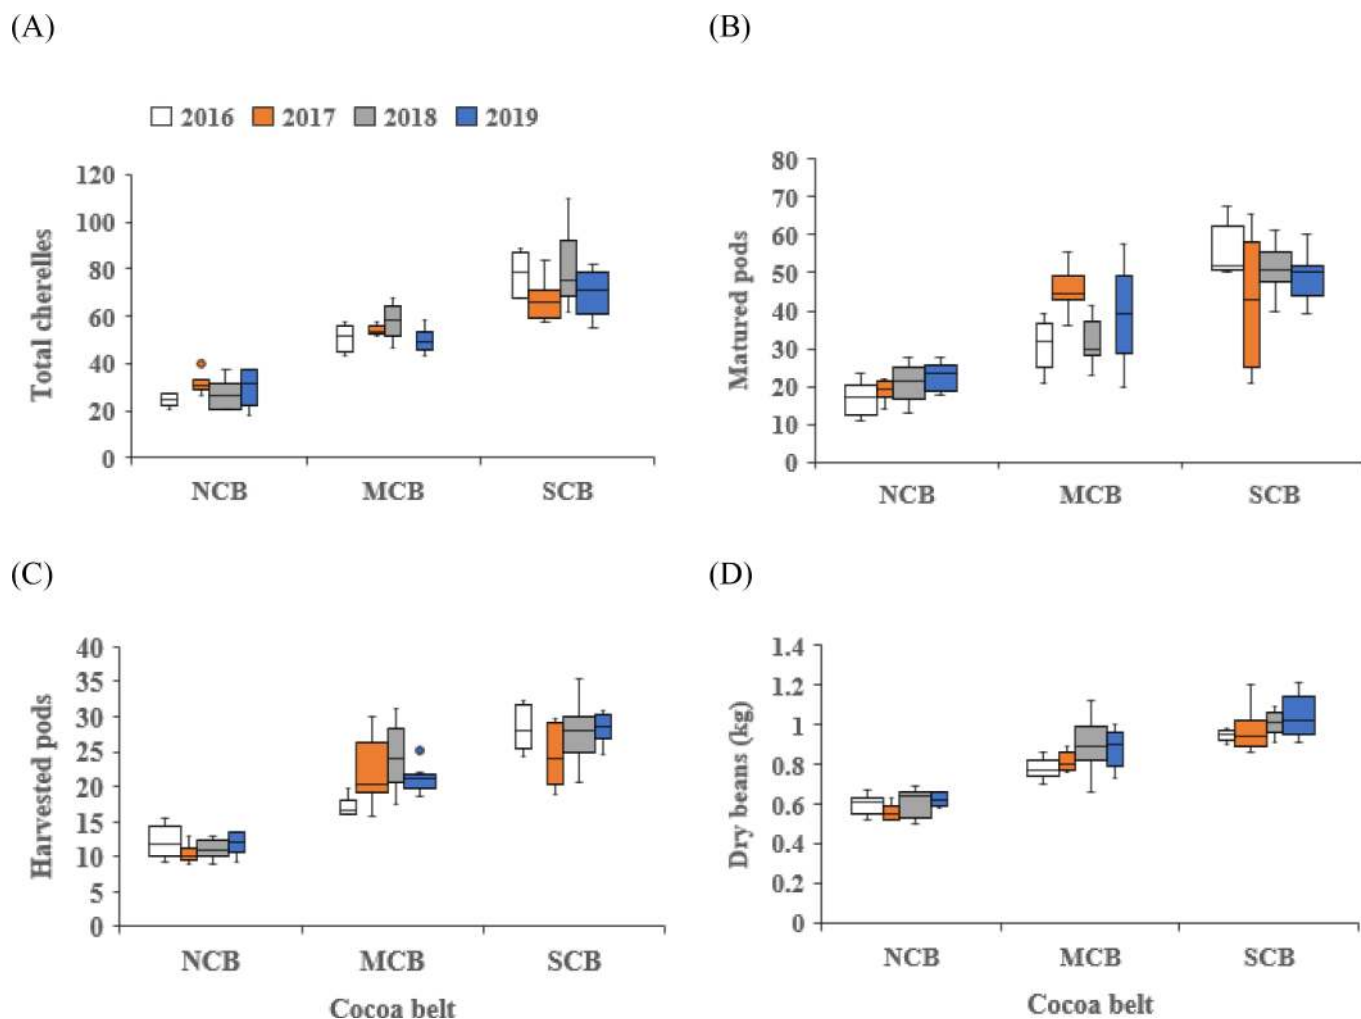 (A)
(B)
2016 2017 2018 2019
Total cherelles
120
100
80
60
40
20
0
NCB MCB SCB
Matured pods
80
70
60
50
40
30
20
10
0
NCB MCB SCB
(C)
(D)
Harvested pods
40
35
30
25
20
15
10
5
0
NCB MCB SCB
Cocoa belt
Dry beans (kg)
1.4
1.2
1
0.8
0.6
0.4
0.2
0
NCB MCB SCB
Cocoa belt